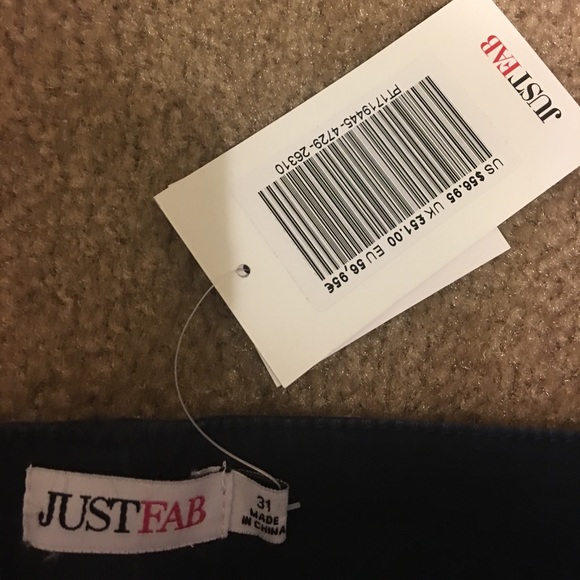 JUSTFAB
PT1719445-4729-26310
US $56.95 UK £51.00 EU 56,95€
JUSTFAB
31
MADE
IN CHINA